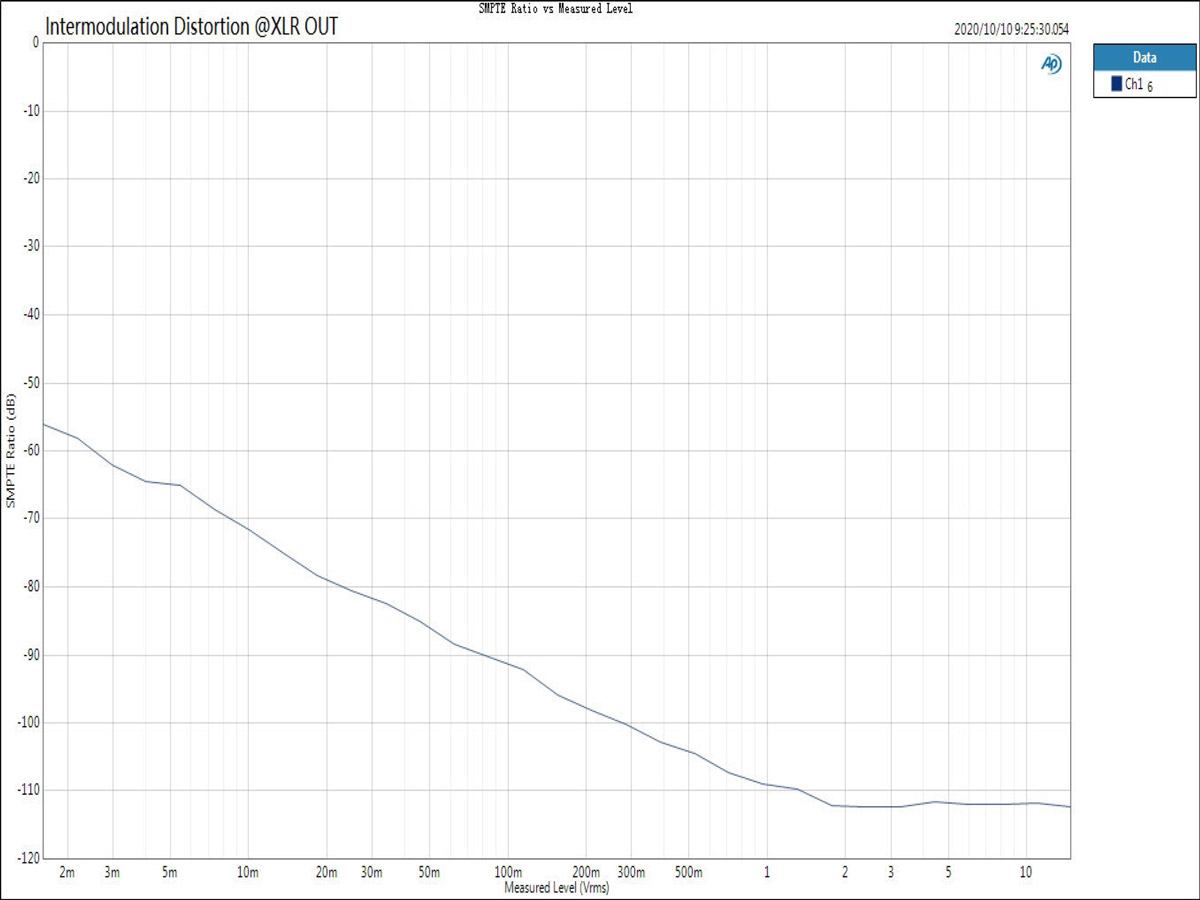 SMPTE Ratio vs Measured Level
Intermodulation Distortion @XLR OUT
2020/10/10 9:25:30.054
AP
Data
Ch1 6
0
-10
-20
-30
-40
-50
-60
-70
-80
-90
-100
-110
-120
SMPTE Ratio (dB)
2m 3m 5m 10m 20m 30m 50m 100m 200m 300m 500m 1 2 3 5 10
Measured Level (Vrms)